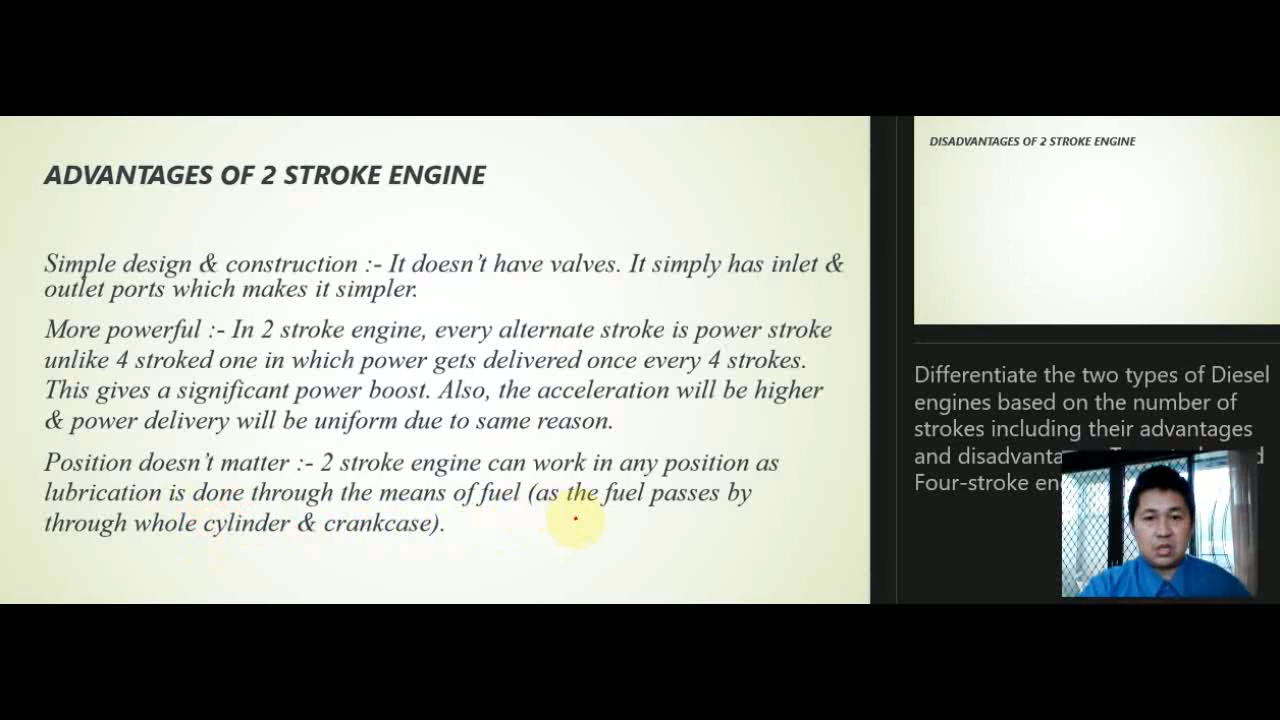 ADVANTAGES OF 2 STROKE ENGINE
Simple design & construction :- It doesn’t have valves. It simply has inlet &
outlet ports which makes it simpler.
More powerful :- In 2 stroke engine, every alternate stroke is power stroke
unlike 4 stroked one in which power gets delivered once every 4 strokes.
This gives a significant power boost. Also, the acceleration will be higher
& power delivery will be uniform due to same reason.
Position doesn’t matter :- 2 stroke engine can work in any position as
lubrication is done through the means of fuel (as the fuel passes by
through whole cylinder & crankcase).
DISADVANTAGES OF 2 STROKE ENGINE
Differentiate the two types of Diesel
engines based on the number of
strokes including their advantages
and
Four-stroke